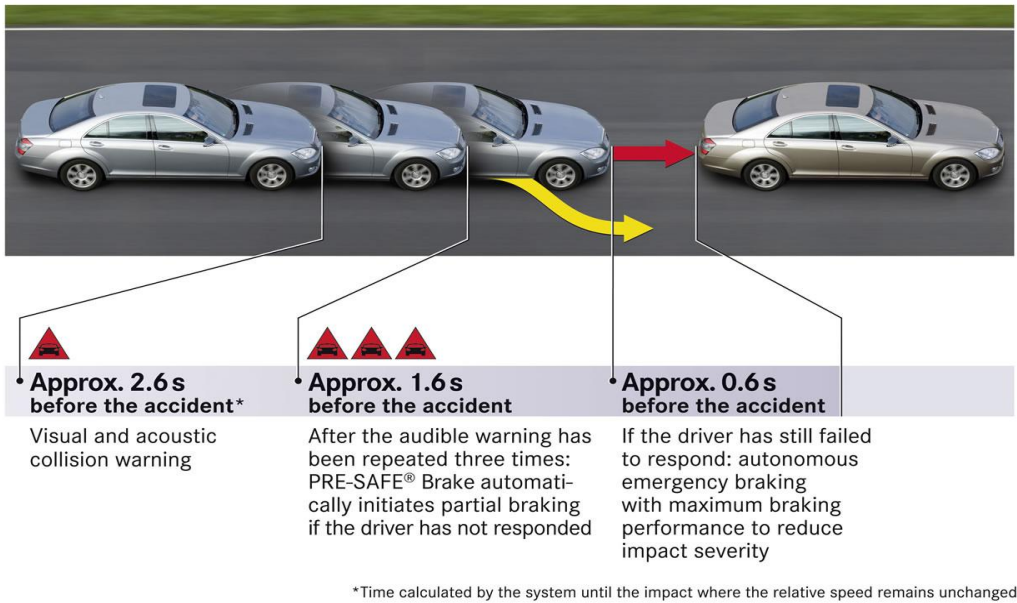 Approx. 2.6 s
before the accident*
Visual and acoustic
collision warning
Approx. 1.6 s
before the accident
After the audible warning has
been repeated three times:
PRE-SAFE® Brake automati-
cally initiates partial braking
if the driver has not responded
Approx. 0.6 s
before the accident
If the driver has still failed
to respond: autonomous
emergency braking
with maximum braking
performance to reduce
impact severity
*Time calculated by the system until the impact where the relative speed remains unchanged